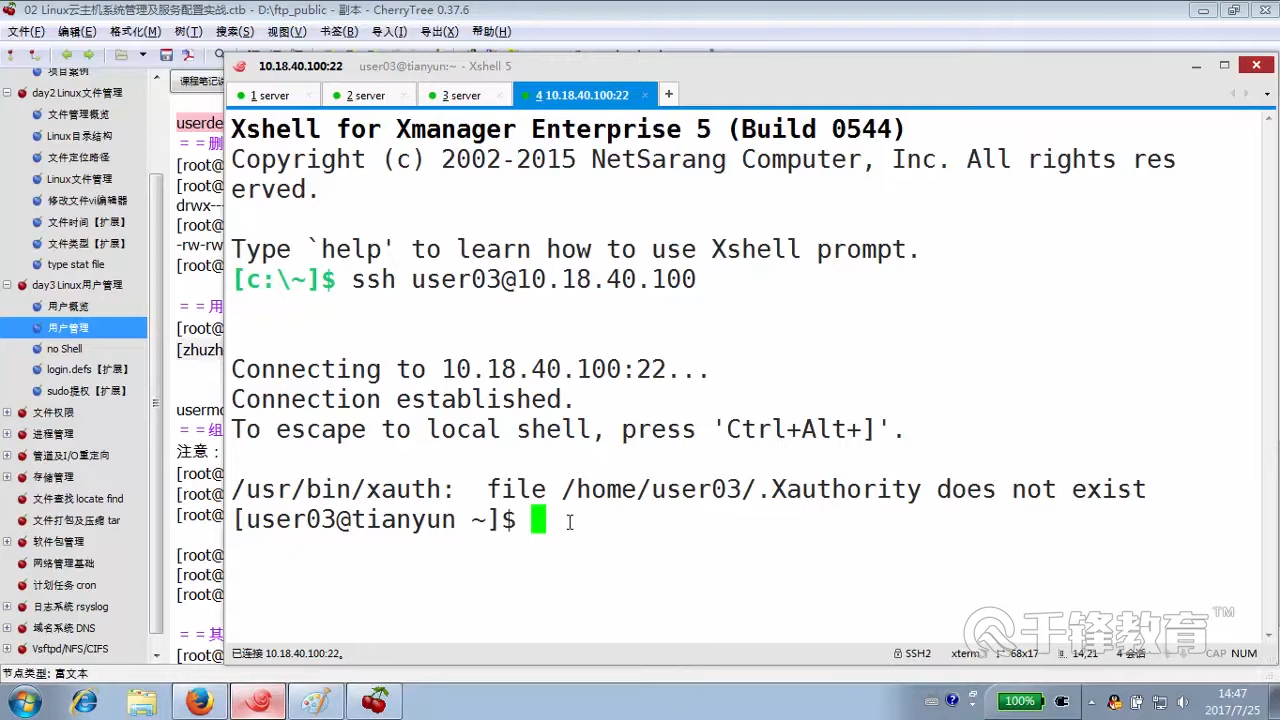 02 Linux云主机系统管理及服务配置实战.ctb - D:\ftp_public - 副本 - CherryTree 0.37.6
文件(F) 编辑(E) 格式化(M) 树(T) 搜索(S) 视图(V) 书签(B) 导入(I) 导出(X) 帮助(H)
项目案例
day2 Linux文件管理
文件管理概览
Linux目录结构
文件定位路径
Linux文件管理
修改文件vi编辑器
文件时间【扩展】
文件类型【扩展】
type stat file
day3 Linux用户管理
用户概览
用户管理
no Shell
login.defs【扩展】
sudo提权【扩展】
文件权限
进程管理
管道及I/O重定向
存储管理
文件查找 locate find
文件打包及压缩 tar
软件包管理
网络管理基础
计划任务 cron
日志系统 rsyslog
域名系统 DNS
Vsftpd/NFS/CIFS
节点类型: 富文本
课程笔记
userde
= = 删
[root@
[root@
drwx--
[root@
-rw-rw
[root@
= = 用
[root@
[zhuzh
usermo
= = 组
注意：
[root@
[root@
[root@
[root@
[root@
[root@
= = 其
[root@
10.18.40.100:22 user03@tianyun:~ - Xshell 5
1 server
2 server
3 server
4 10.18.40.100:22
+
Xshell for Xmanager Enterprise 5 (Build 0544)
Copyright (c) 2002-2015 NetSarang Computer, Inc. All rights res
erved.
Type `help' to learn how to use Xshell prompt.
[c:\~]$ ssh user03@10.18.40.100
Connecting to 10.18.40.100:22...
Connection established.
To escape to local shell, press 'Ctrl+Alt+]'.
/usr/bin/xauth:  file /home/user03/.Xauthority does not exist
[user03@tianyun ~]$
千锋教育™
已连接 10.18.40.100:22。
SSH2 xterm 68x17 14,21 4 会话 CAP NUM
100%
14:47
2017/7/25